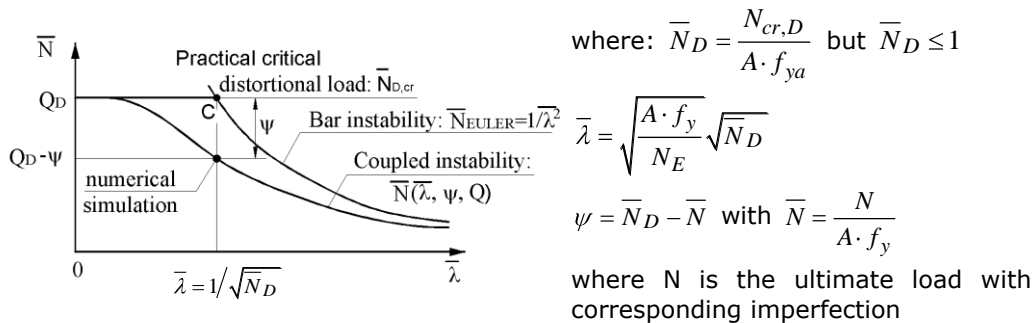 N̅
Practical critical
distortional load: N̅D,cr
QD
C
ψ
Bar instability: N̅EULER=1/λ̅²
QD-ψ
Coupled instability:
numerical
simulation
N̅(λ̅, ψ, Q)
0
λ̅=1/√N̅D
λ̅
where: N̅D = Ncr,D / A·fya but N̅D ≤ 1
λ̅ = √(A·fy / NE) √N̅D
ψ = N̅D − N̅ with N̅ = N / A·fy
where N is the ultimate load with
corresponding imperfection